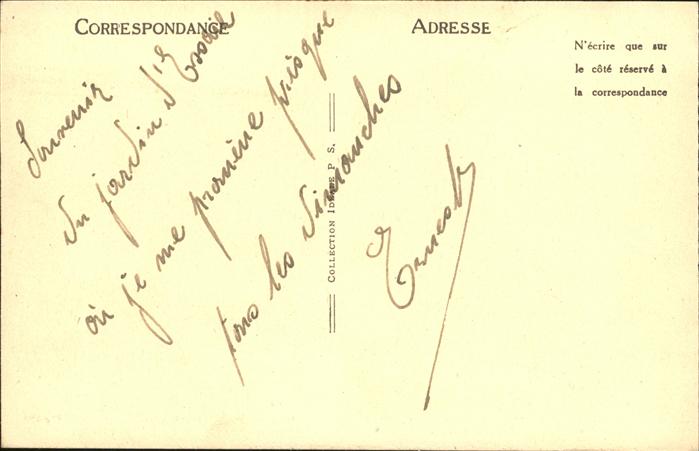 CORRESPONDANCE
ADRESSE
N'écrire que sur
le côté réservé à
la correspondance
Souvenir
du jardin d'Essai
où je me promène presque
tous les dimanches
Ernest
COLLECTION IDÉALE P S.